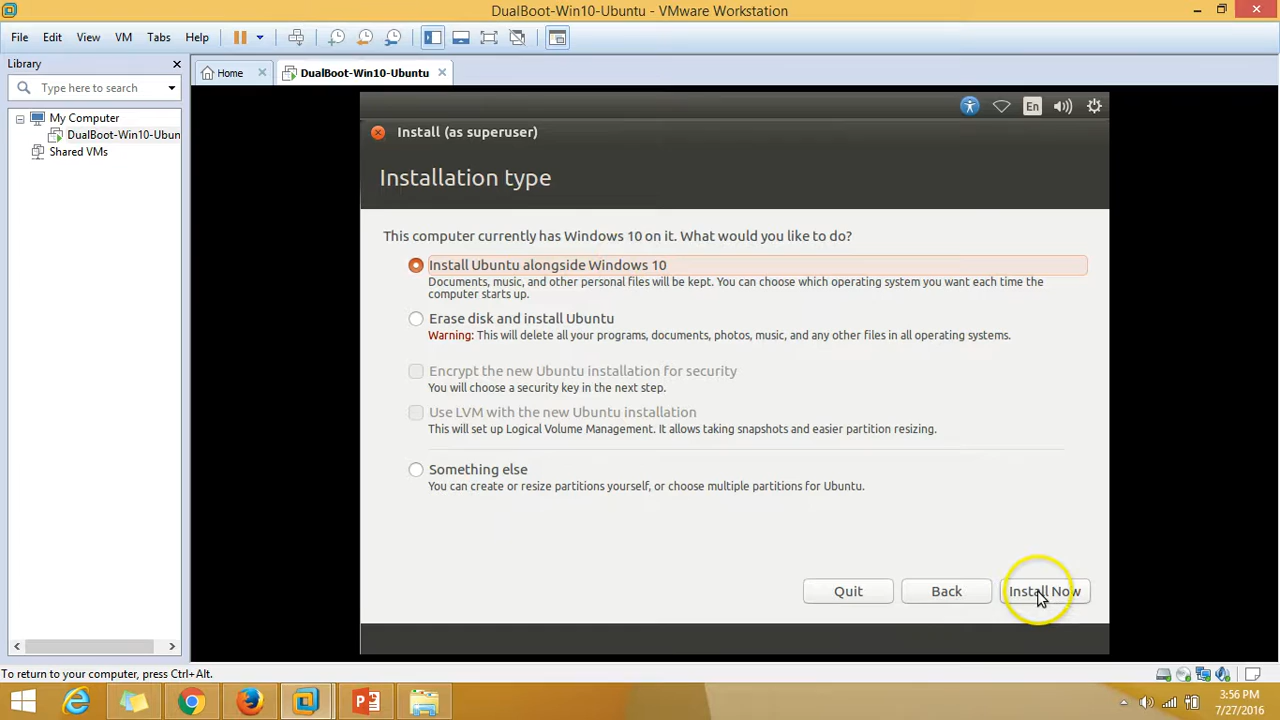 DualBoot-Win10-Ubuntu - VMware Workstation
File Edit View VM Tabs Help
Library
Home DualBoot-Win10-Ubuntu
Type here to search
My Computer
DualBoot-Win10-Ubun
Shared VMs
En
Install (as superuser)
Installation type
This computer currently has Windows 10 on it. What would you like to do?
Install Ubuntu alongside Windows 10
Documents, music, and other personal files will be kept. You can choose which operating system you want each time the
computer starts up.
Erase disk and install Ubuntu
Warning: This will delete all your programs, documents, photos, music, and any other files in all operating systems.
Encrypt the new Ubuntu installation for security
You will choose a security key in the next step.
Use LVM with the new Ubuntu installation
This will set up Logical Volume Management. It allows taking snapshots and easier partition resizing.
Something else
You can create or resize partitions yourself, or choose multiple partitions for Ubuntu.
Quit Back Install Now
To return to your computer, press Ctrl+Alt.
3:56 PM
7/27/2016